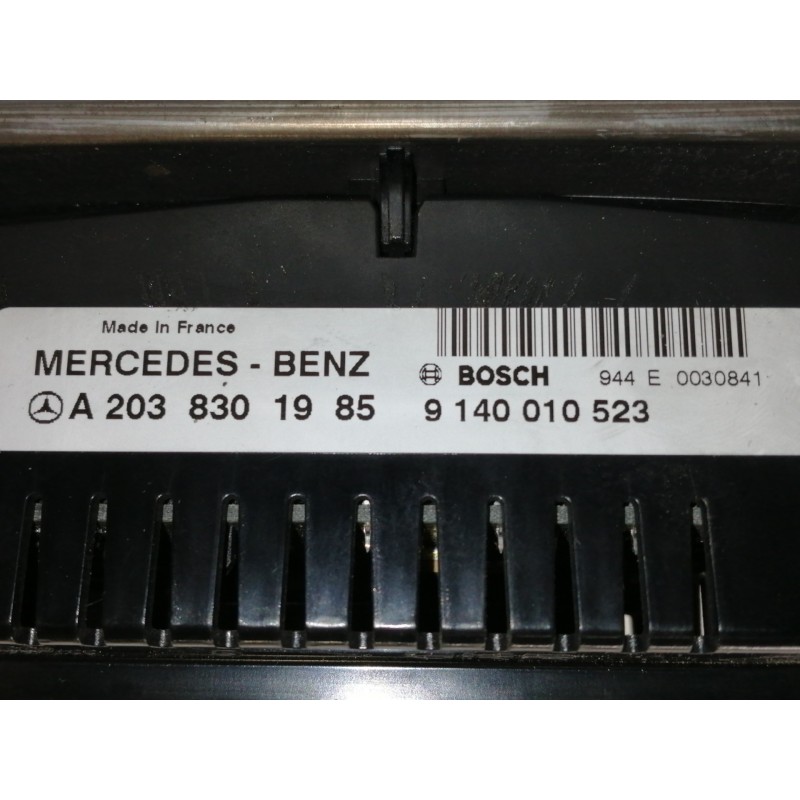 Made In France
MERCEDES - BENZ
A 203 830 19 85
BOSCH 944 E 0030841
9 140 010 523